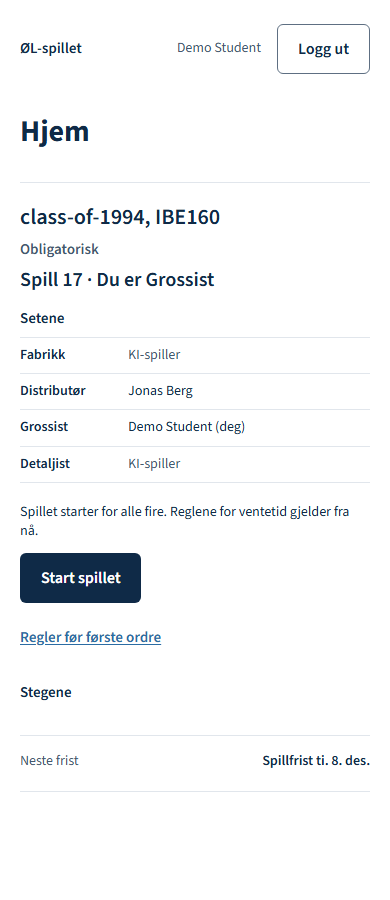 ØL-spillet
Demo Student
Logg ut
Hjem
class-of-1994, IBE160
Obligatorisk
Spill 17 · Du er Grossist
Setene
Fabrikk KI-spiller
Distributør Jonas Berg
Grossist Demo Student (deg)
Detaljist KI-spiller
Spillet starter for alle fire. Reglene for ventetid gjelder fra
nå.
Start spillet
Regler før første ordre
Stegene
Neste frist Spillfrist ti. 8. des.